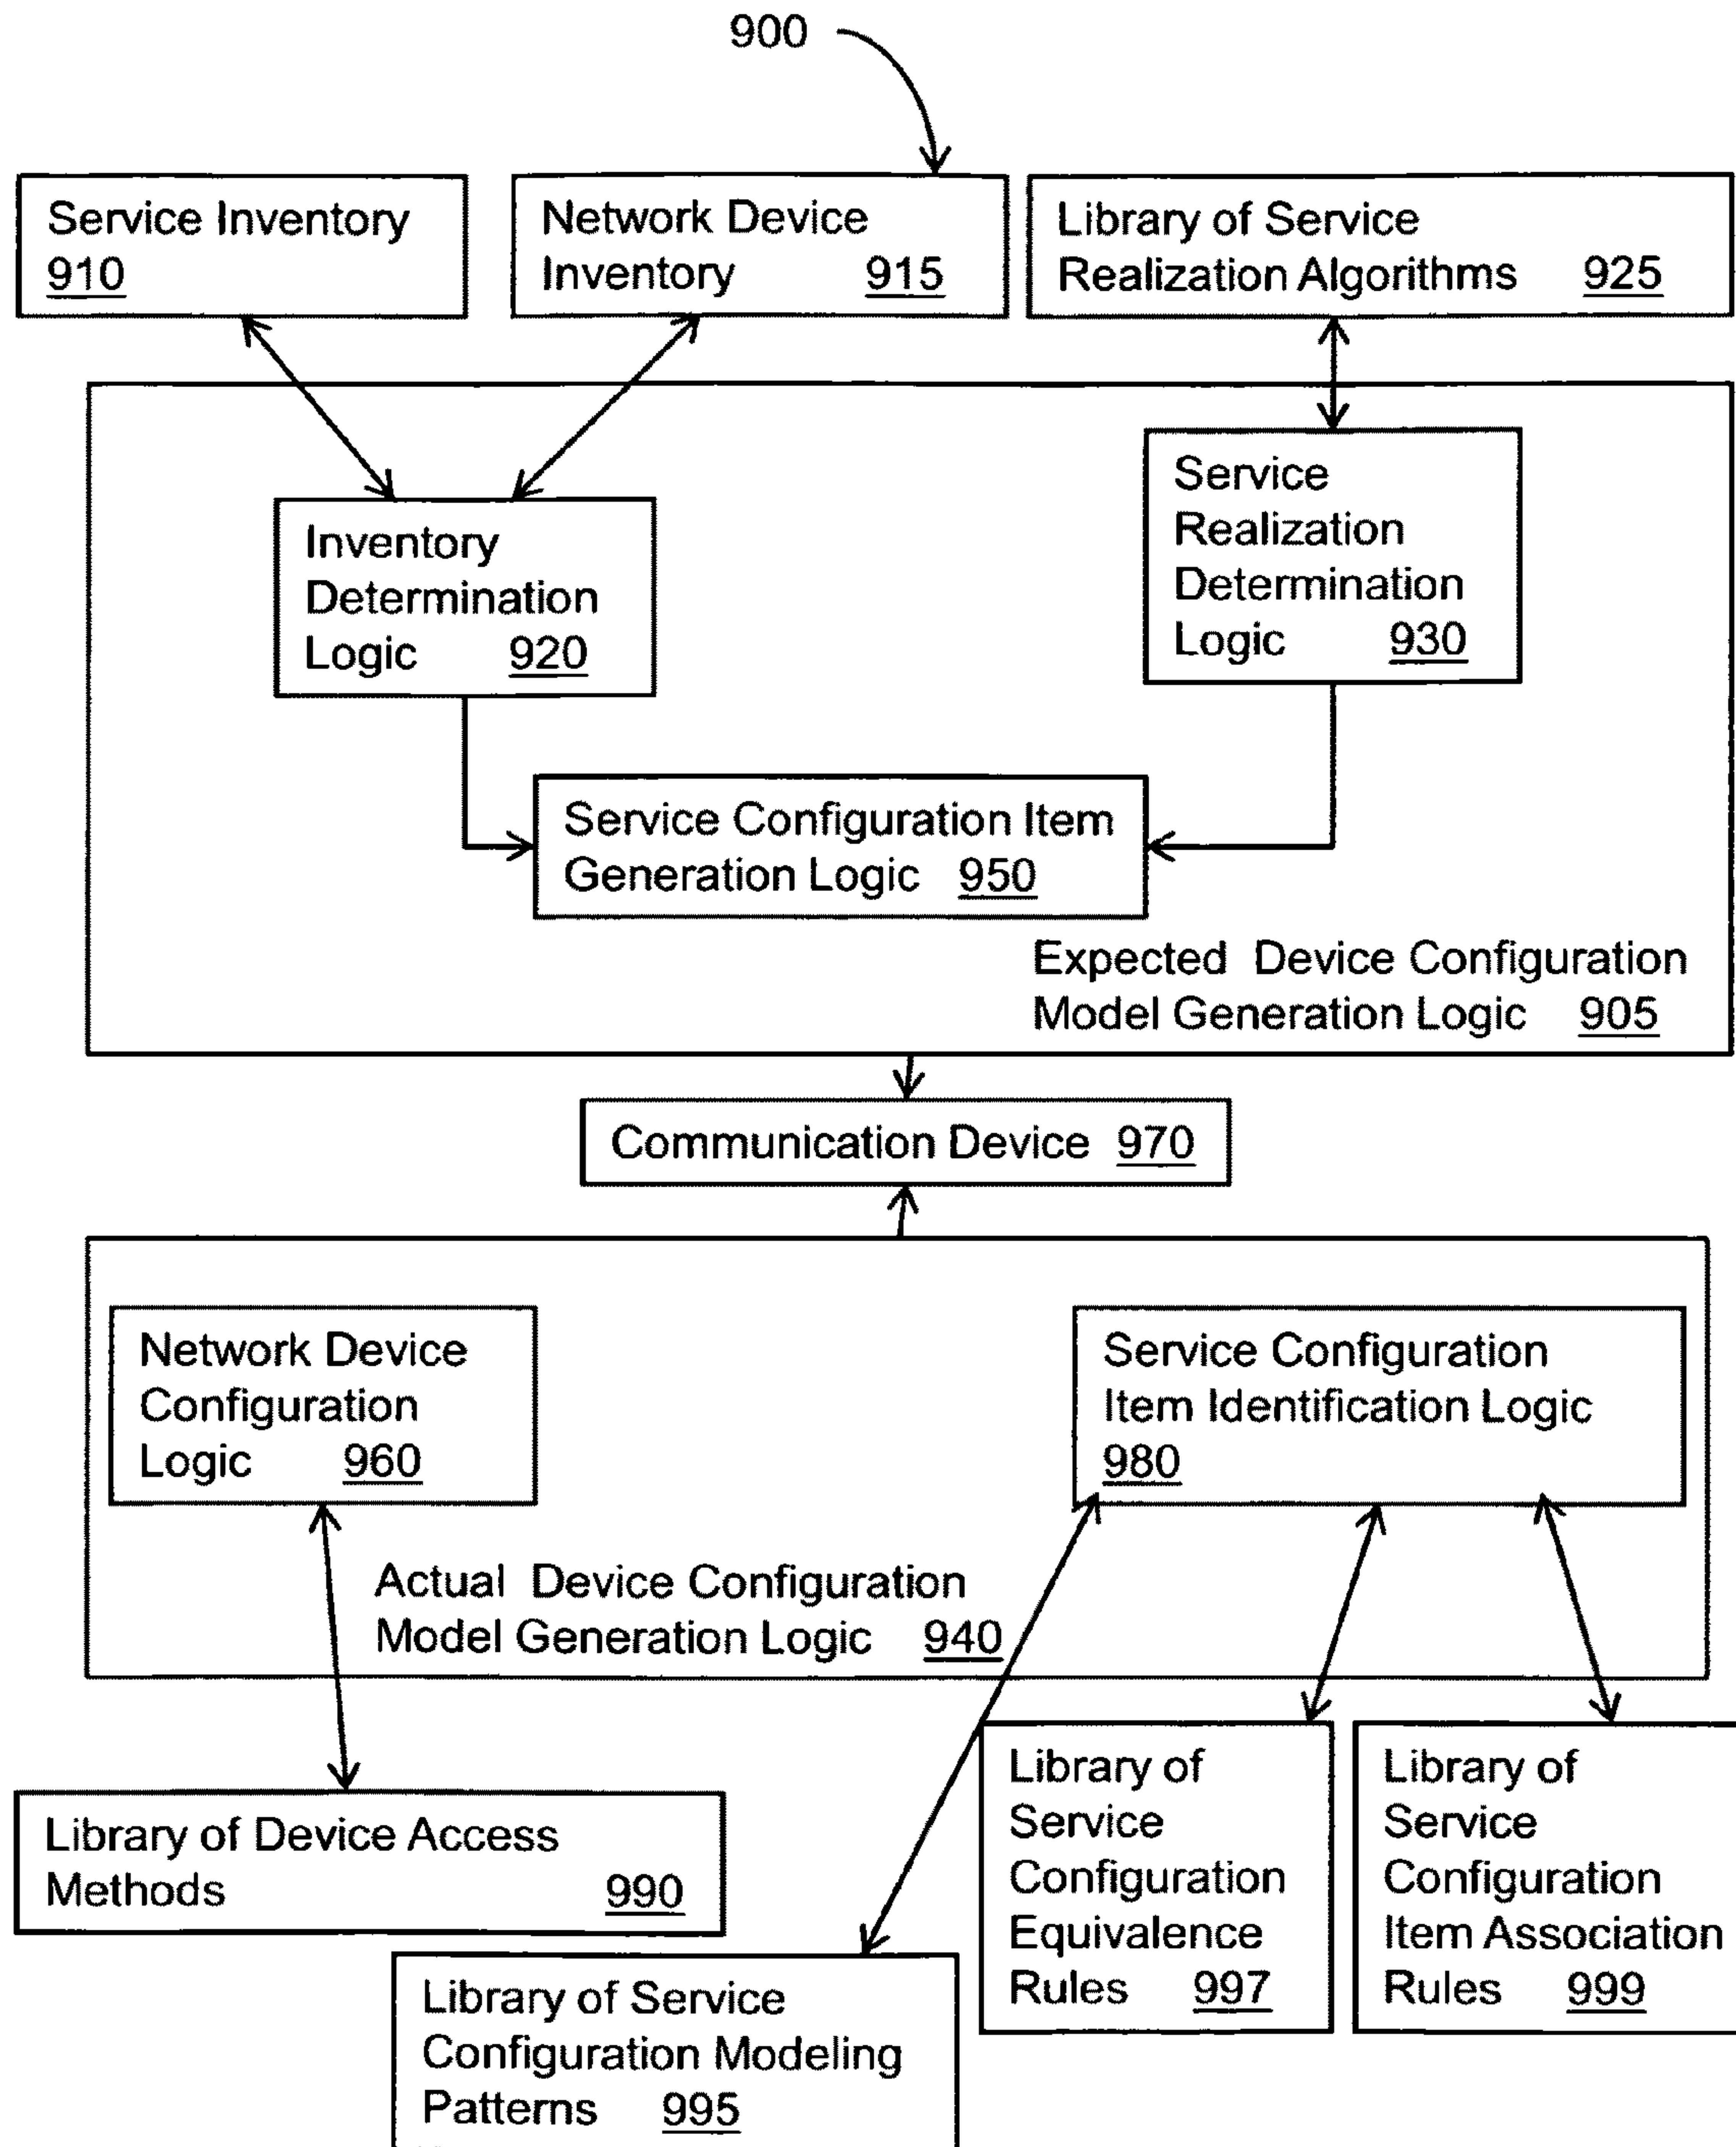 900
Service Inventory
910
Network Device
Inventory 915
Library of Service
Realization Algorithms 925
Inventory
Determination
Logic 920
Service
Realization
Determination
Logic 930
Service Configuration Item
Generation Logic 950
Expected Device Configuration
Model Generation Logic 905
Communication Device 970
Network Device
Configuration
Logic 960
Service Configuration
Item Identification Logic
980
Actual Device Configuration
Model Generation Logic 940
Library of Device Access
Methods 990
Library of Service
Configuration Modeling
Patterns 995
Library of
Service
Configuration
Equivalence
Rules 997
Library of
Service
Configuration
Item Association
Rules 999